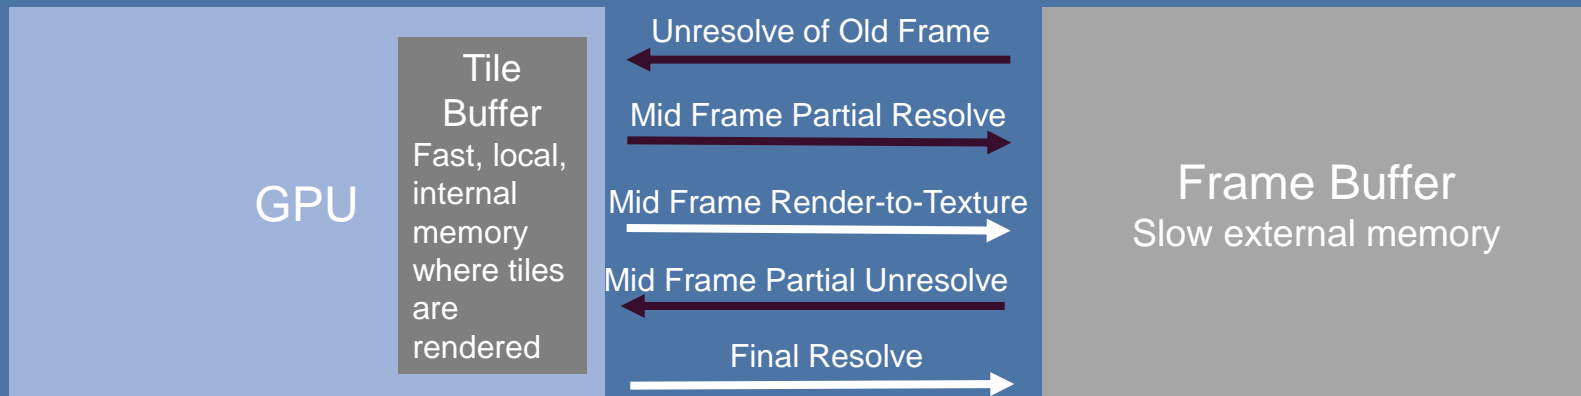 GPU
Tile
Buffer
Fast, local,
internal
memory
where tiles
are
rendered
Unresolve of Old Frame
Mid Frame Partial Resolve
Mid Frame Render-to-Texture
Mid Frame Partial Unresolve
Final Resolve
Frame Buffer
Slow external memory